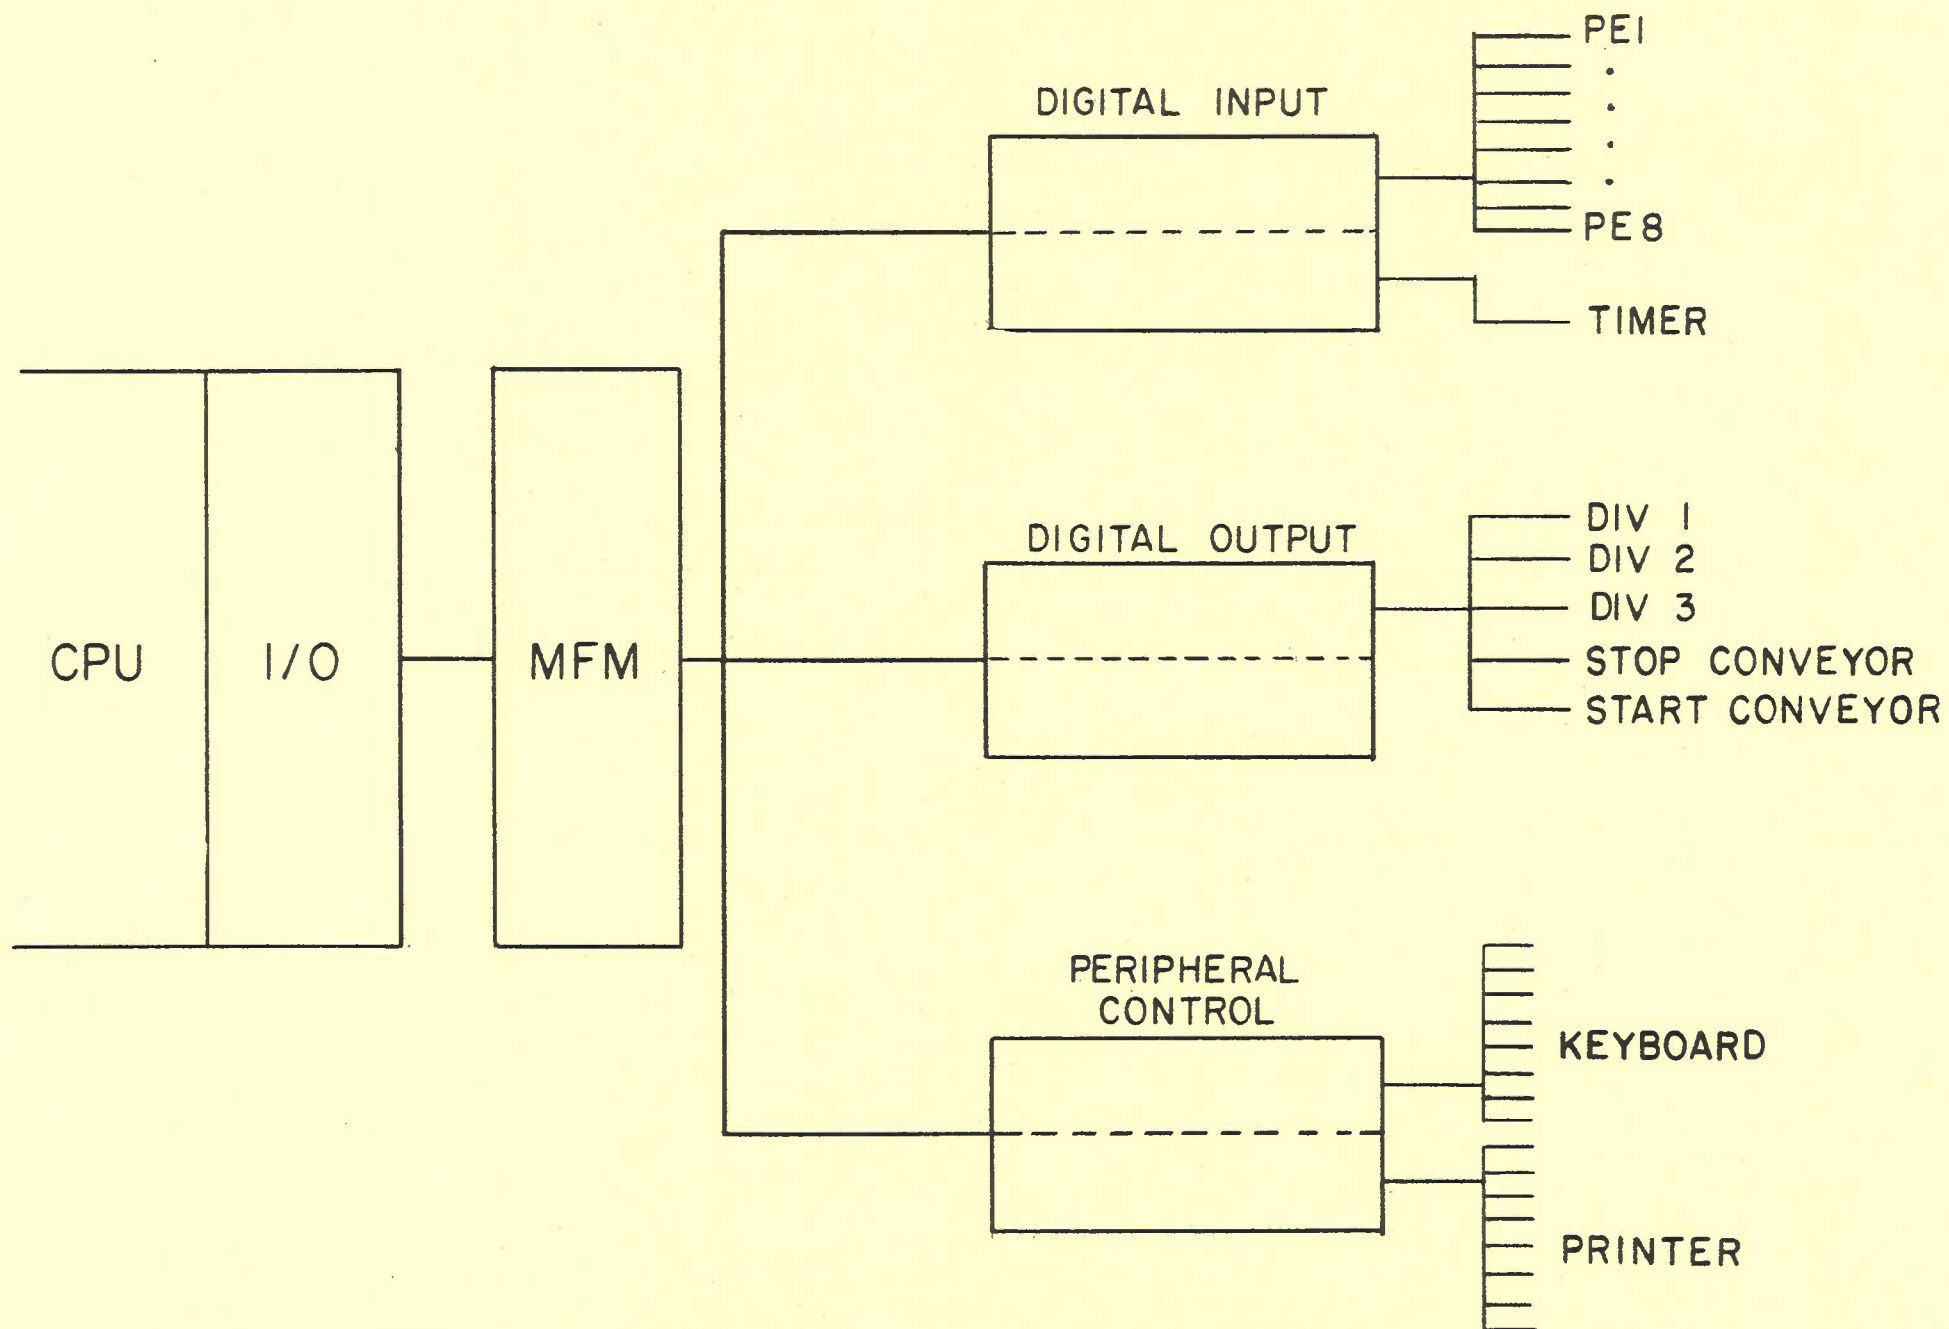 PE1
DIGITAL INPUT
PE8
TIMER
CPU
I/O
MFM
DIGITAL OUTPUT
DIV 1
DIV 2
DIV 3
STOP CONVEYOR
START CONVEYOR
PERIPHERAL
CONTROL
KEYBOARD
PRINTER